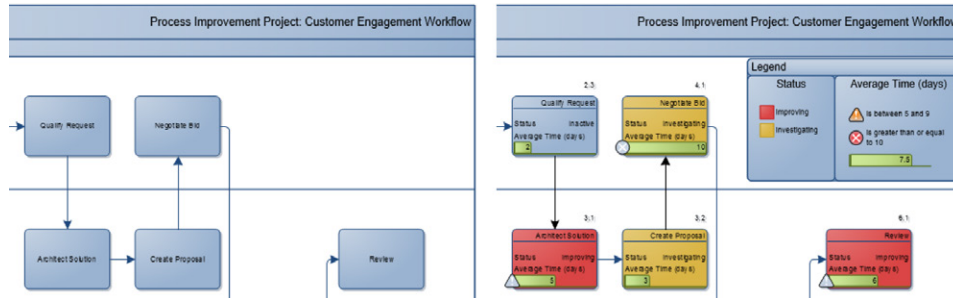 Process Improvement Project: Customer Engagement Workflow
Qualify Request
Negotiate Bid
Architect Solution
Create Proposal
Review
Process Improvement Project: Customer Engagement Workflow
Legend
Status
Improving
Investigating
Average Time (days)
Is between 5 and 9
Is greater than or equal
to 10
7.5
2,3
Qualify Request
Status Inactive
Average Time (days)
2
4,1
Negotiate Bid
Status Investigating
Average Time (days)
10
3,1
Architect Solution
Status Improving
Average Time (days)
5
3,2
Create Proposal
Status Investigating
Average Time (days)
3
6,1
Review
Status Improving
Average Time (days)
6